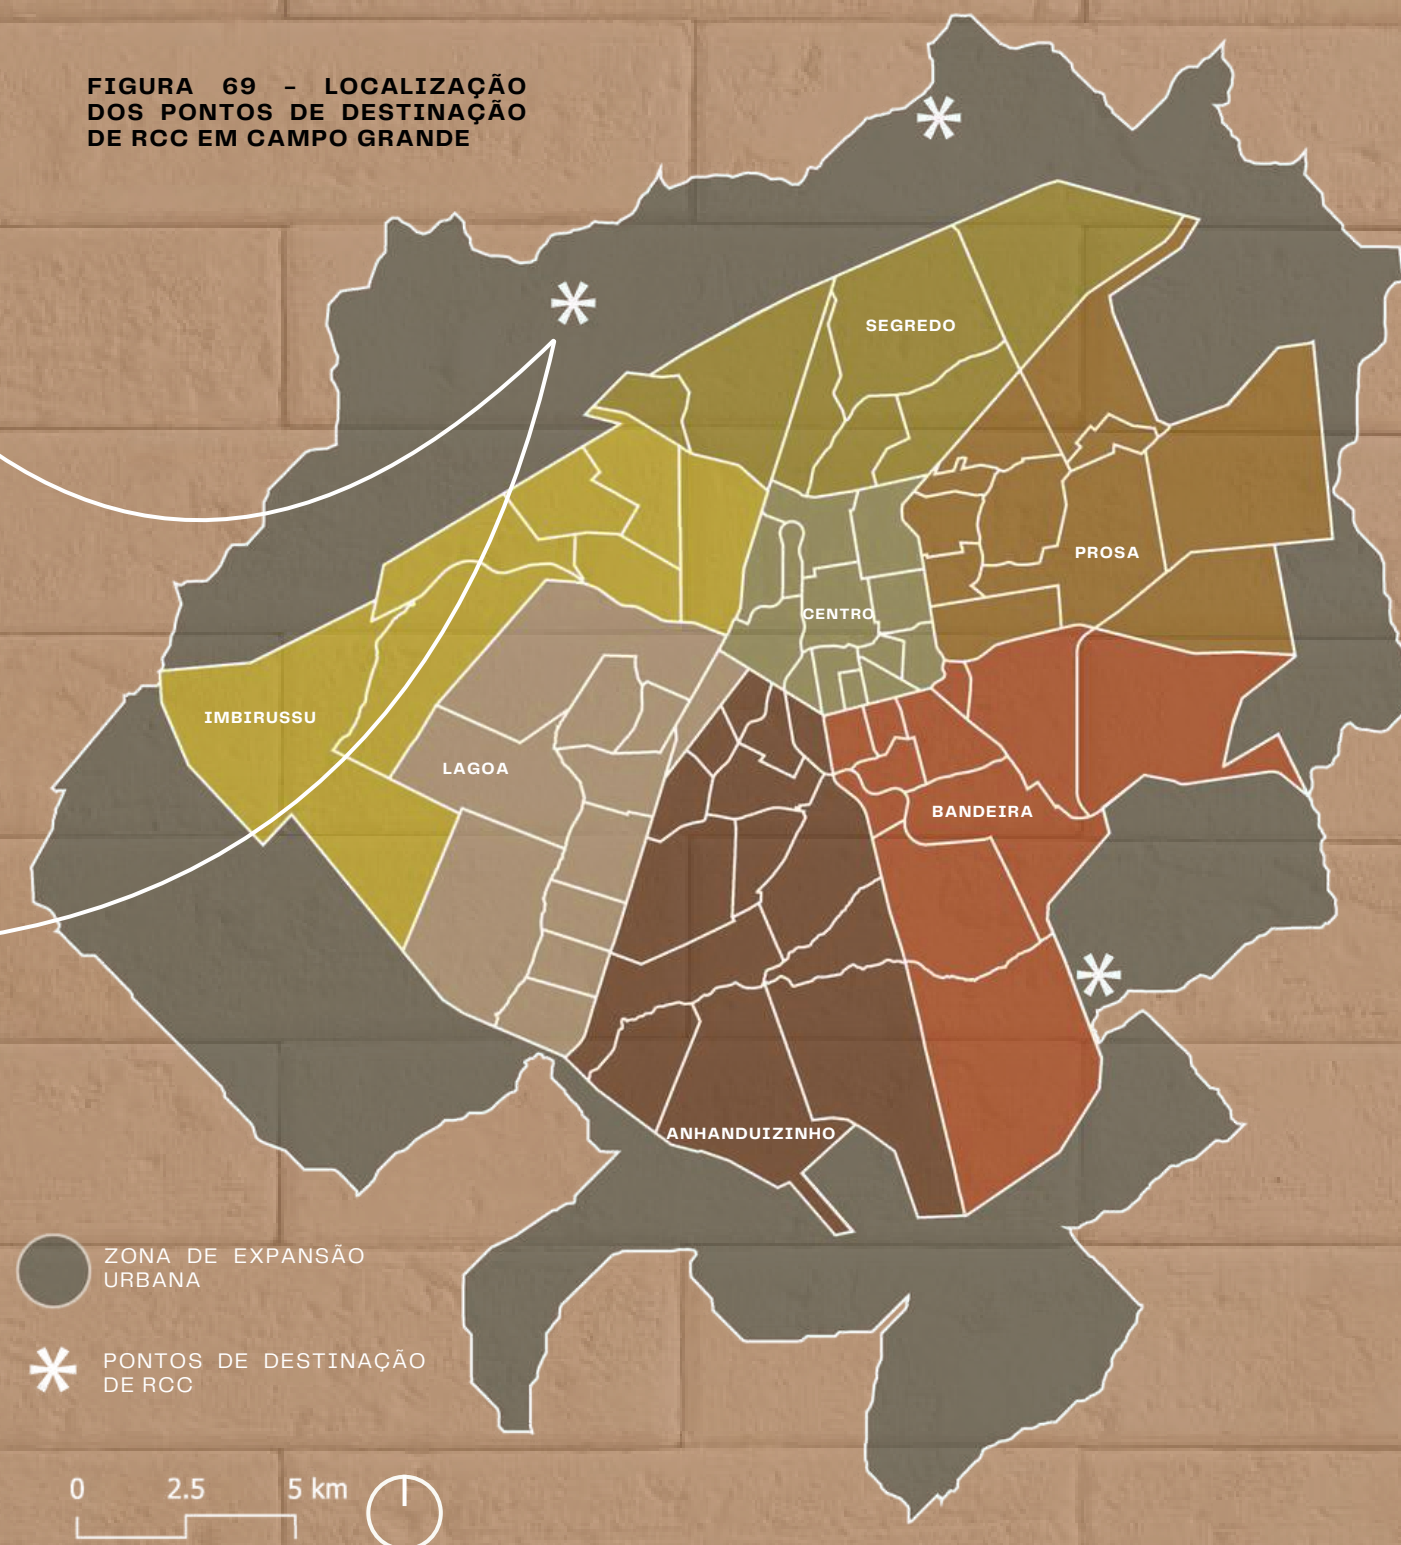 FIGURA 69 – LOCALIZAÇÃO
DOS PONTOS DE DESTINAÇÃO
DE RCC EM CAMPO GRANDE
SEGREDO
PROSA
CENTRO
IMBIRUSSU
LAGOA
BANDEIRA
ANHANDUIZINHO
ZONA DE EXPANSÃO
URBANA
PONTOS DE DESTINAÇÃO
DE RCC
0 2.5 5 km